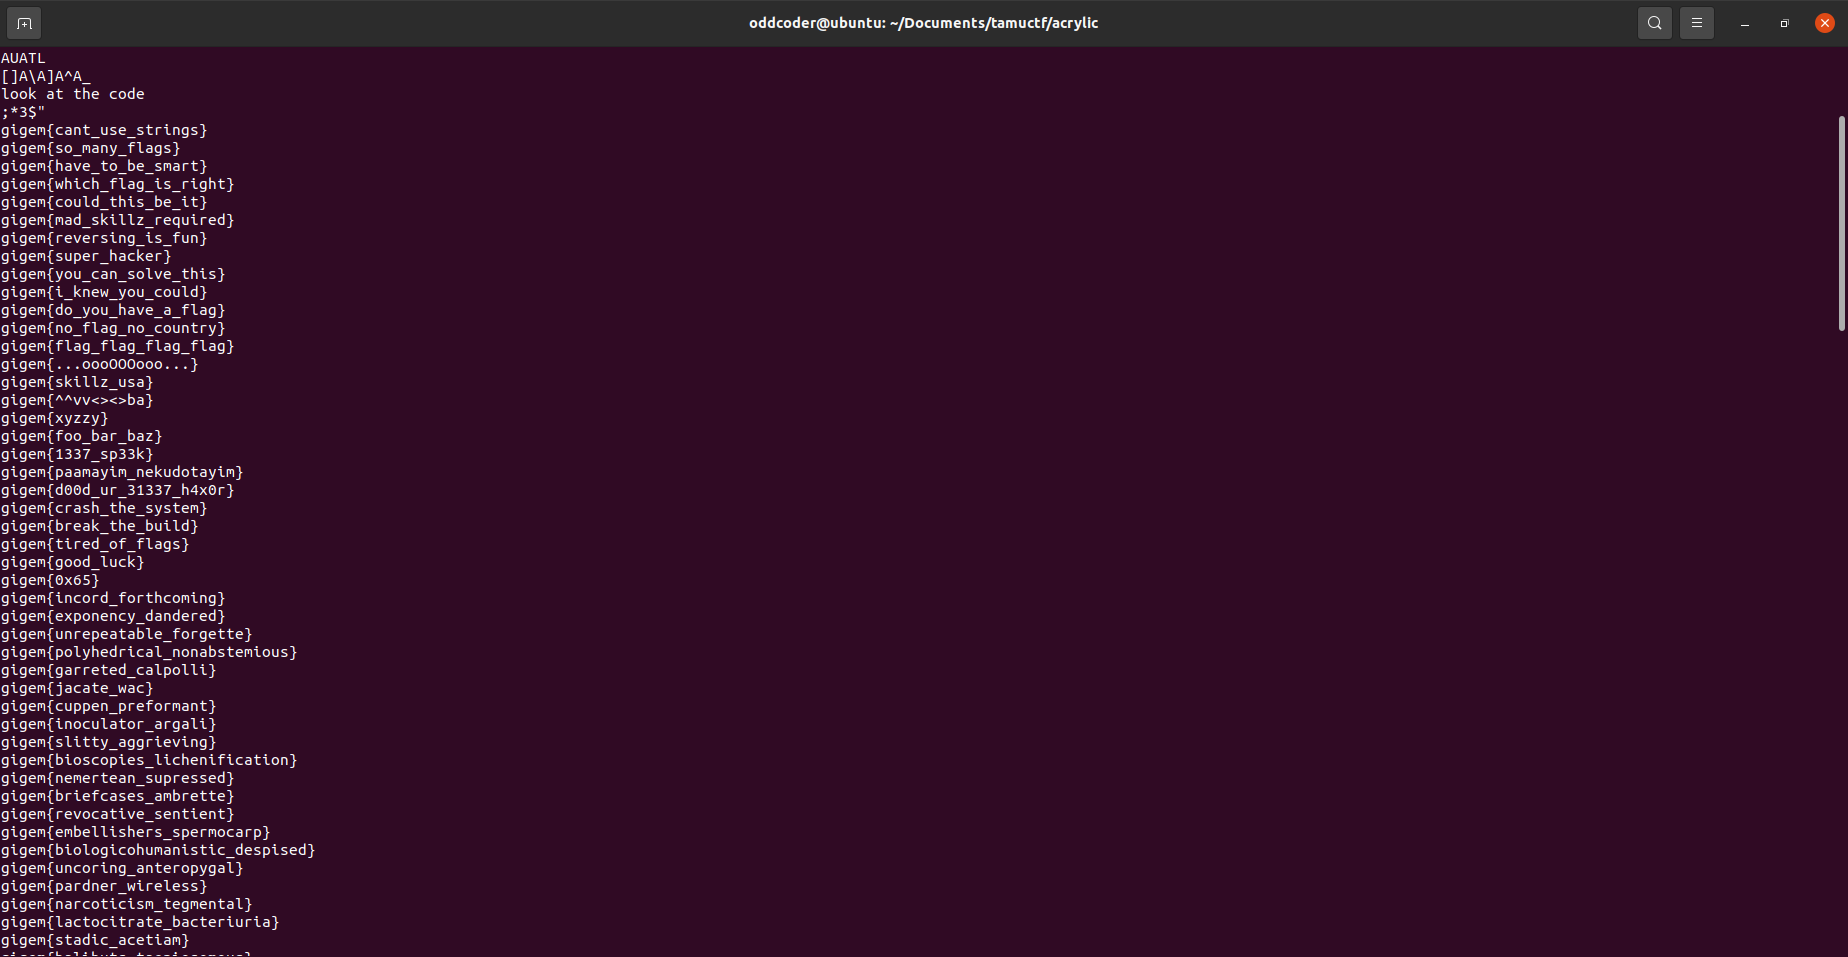 oddcoder@ubuntu: ~/Documents/tamuctf/acrylic
AUATL
[]A\A]A^A_
look at the code
;*3$"
gigem{cant_use_strings}
gigem{so_many_flags}
gigem{have_to_be_smart}
gigem{which_flag_is_right}
gigem{could_this_be_it}
gigem{mad_skillz_required}
gigem{reversing_is_fun}
gigem{super_hacker}
gigem{you_can_solve_this}
gigem{i_knew_you_could}
gigem{do_you_have_a_flag}
gigem{no_flag_no_country}
gigem{flag_flag_flag_flag}
gigem{...oooOOOooo...}
gigem{skillz_usa}
gigem{^^vv<><>ba}
gigem{xyzzy}
gigem{foo_bar_baz}
gigem{1337_sp33k}
gigem{paamayim_nekudotayim}
gigem{d00d_ur_31337_h4x0r}
gigem{crash_the_system}
gigem{break_the_build}
gigem{tired_of_flags}
gigem{good_luck}
gigem{0x65}
gigem{incord_forthcoming}
gigem{exponency_dandered}
gigem{unrepeatable_forgette}
gigem{polyhedrical_nonabstemious}
gigem{garreted_calpolli}
gigem{jacate_wac}
gigem{cuppen_preformant}
gigem{inoculator_argali}
gigem{slitty_aggrieving}
gigem{bioscopies_lichenification}
gigem{nemertean_supressed}
gigem{briefcases_ambrette}
gigem{revocative_sentient}
gigem{embellishers_spermocarp}
gigem{biologicohumanistic_despised}
gigem{uncoring_anteropygal}
gigem{pardner_wireless}
gigem{narcoticism_tegmental}
gigem{lactocitrate_bacteriuria}
gigem{stadic_acetiam}